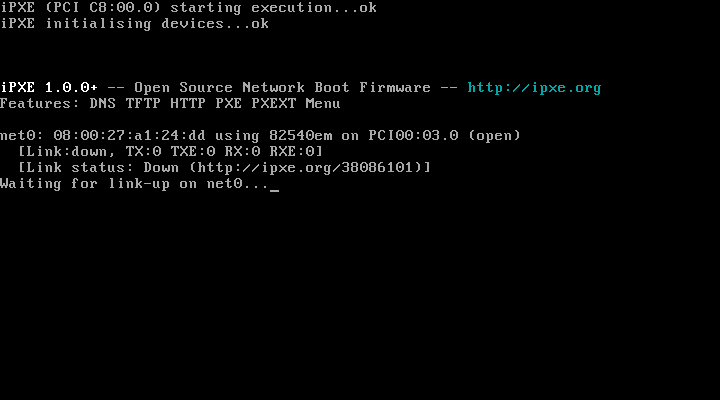 iPXE (PCI C8:00.0) starting execution...ok
iPXE initialising devices...ok
iPXE 1.0.0+ -- Open Source Network Boot Firmware -- http://ipxe.org
Features: DNS TFTP HTTP PXE PXEXT Menu
net0: 08:00:27:a1:24:dd using 82540em on PCI00:03.0 (open)
[Link:down, TX:0 TXE:0 RX:0 RXE:0]
[Link status: Down (http://ipxe.org/38086101)]
Waiting for link-up on net0..._